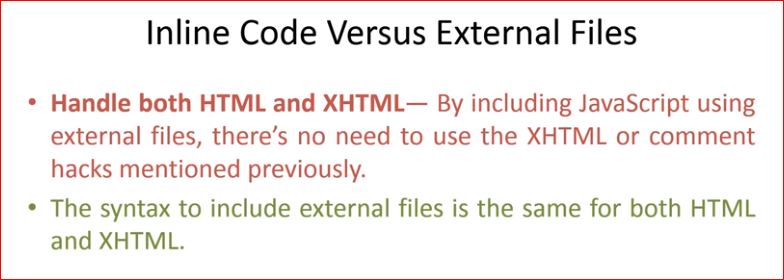 Inline Code Versus External Files
• Handle both HTML and XHTML— By including JavaScript using
external files, there's no need to use the XHTML or comment
hacks mentioned previously.
• The syntax to include external files is the same for both HTML
and XHTML.